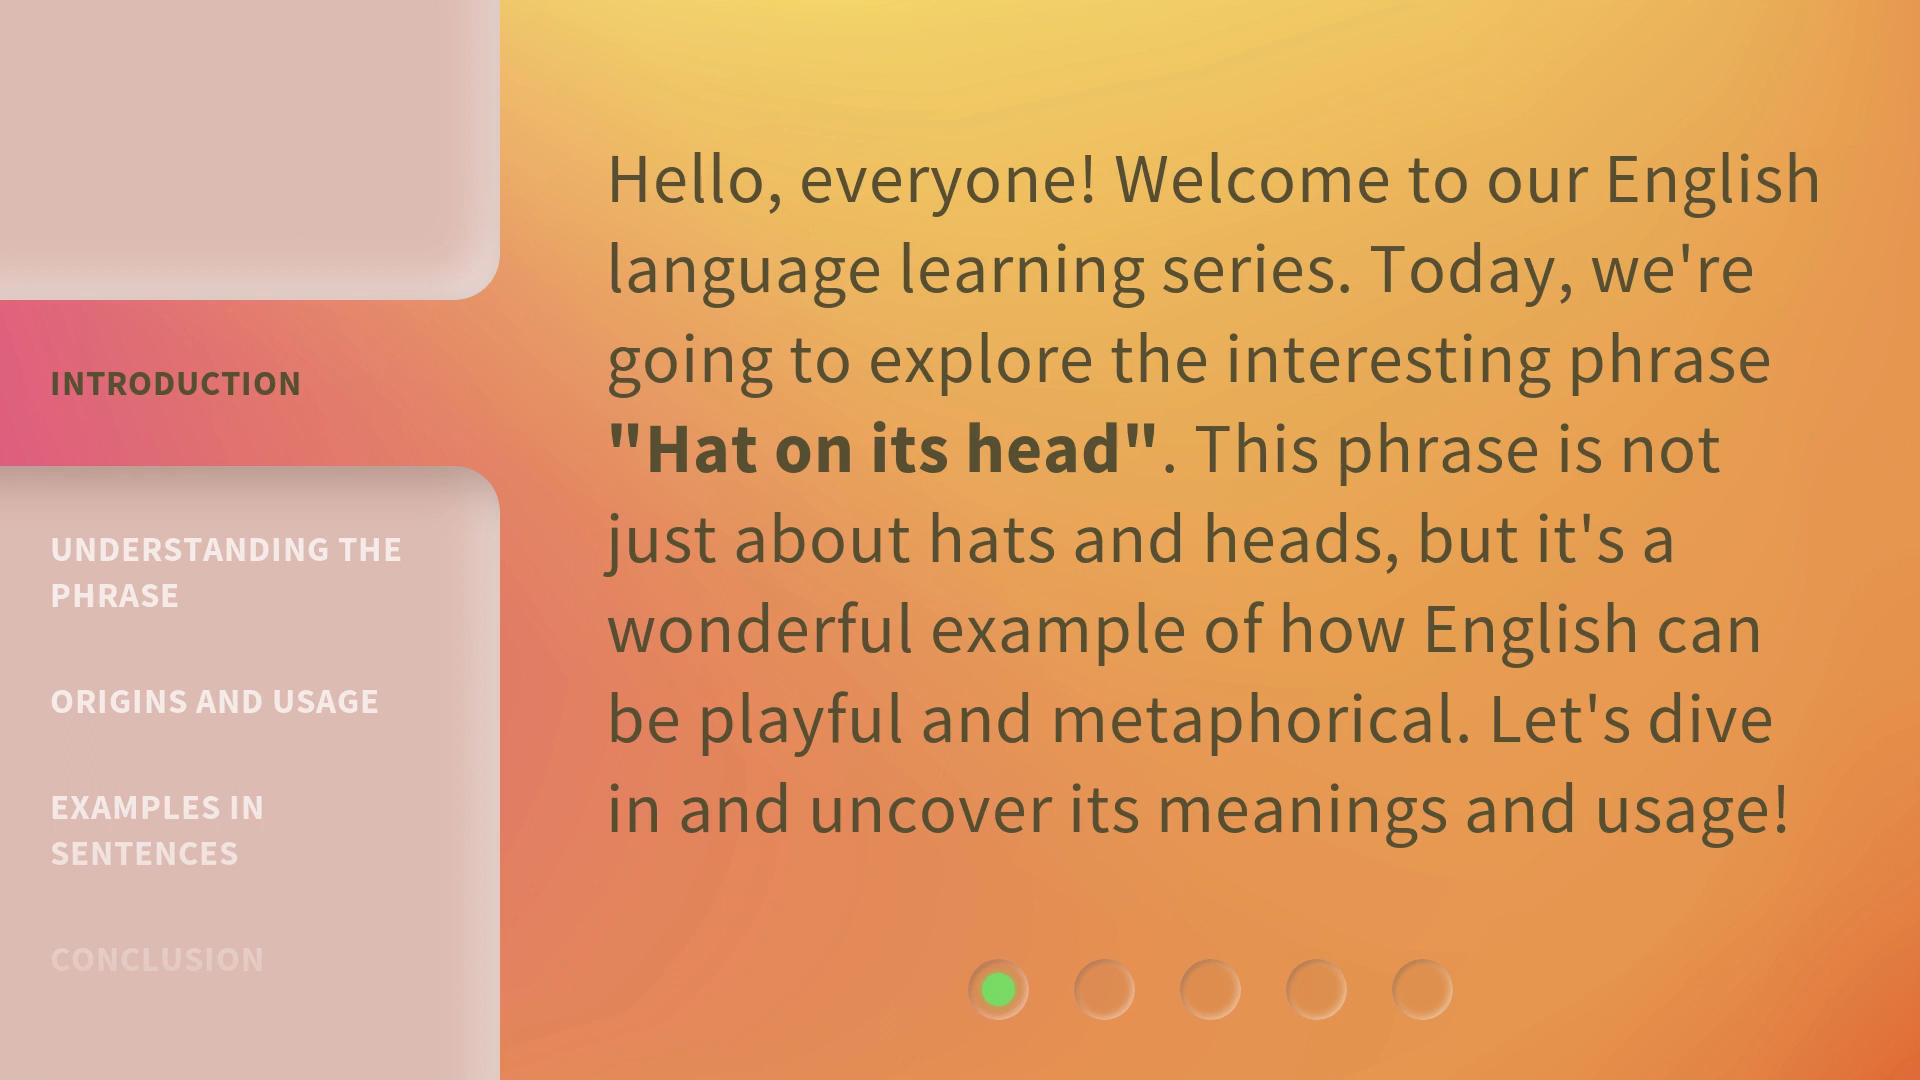 INTRODUCTION
UNDERSTANDING THE
PHRASE
ORIGINS AND USAGE
EXAMPLES IN
SENTENCES
CONCLUSION
Hello, everyone! Welcome to our English
language learning series. Today, we're
going to explore the interesting phrase
"Hat on its head". This phrase is not
just about hats and heads, but it's a
wonderful example of how English can
be playful and metaphorical. Let's dive
in and uncover its meanings and usage!